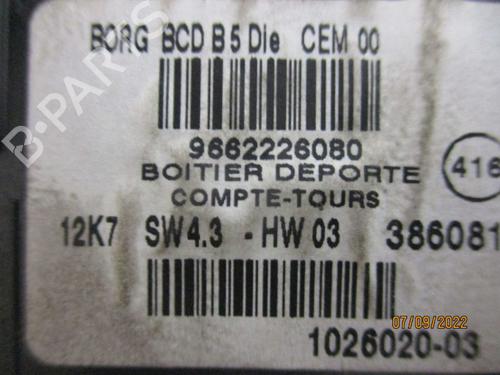 BORG BCD B5 Die CEM 00
9662226080
BOITIER DEPORTE
416
COMPTE-TOURS
12K7 SW4.3 - HW 03 386081
07/09/2022
1026020-03